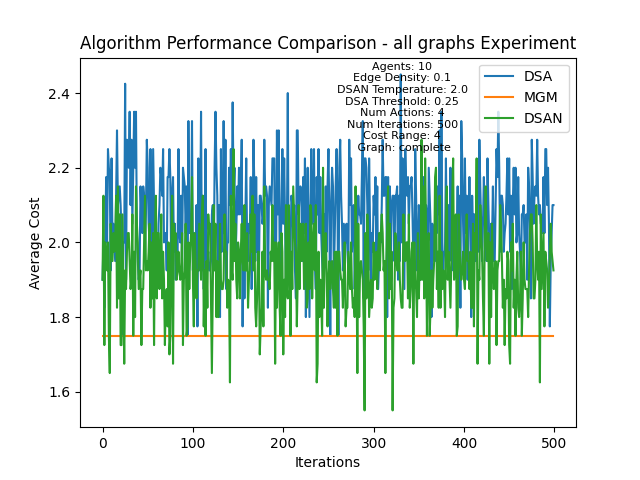 Algorithm Performance Comparison - all graphs Experiment
Agents: 10
Edge Density: 0.1
DSAN Temperature: 2.0
DSA Threshold: 0.25
Num Actions: 4
Num Iterations: 500
Cost Range: 4
Graph: complete
DSA
MGM
DSAN
Average Cost
2.4
2.2
2.0
1.8
1.6
0
100
200
300
400
500
Iterations